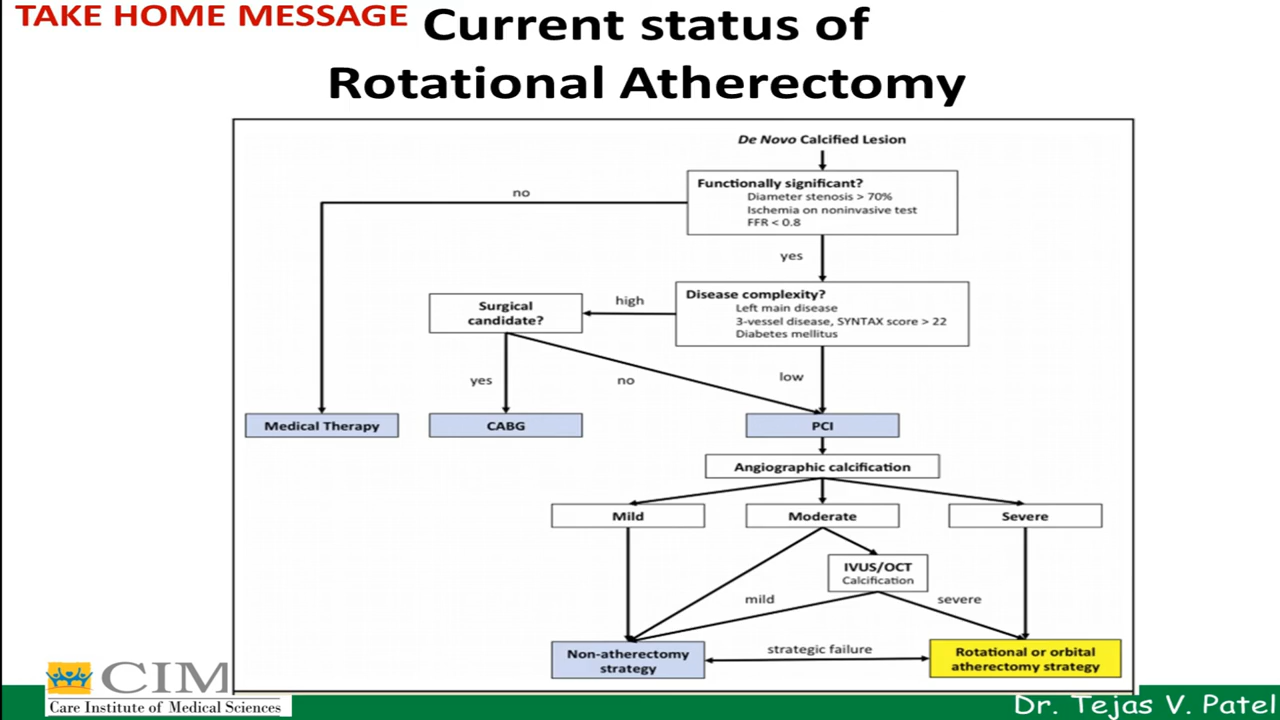 TAKE HOME MESSAGE
Current status of
Rotational Atherectomy
De Novo Calcified Lesion
Functionally significant?
Diameter stenosis > 70%
Ischemia on noninvasive test
FFR < 0.8
no
yes
Disease complexity?
Left main disease
3-vessel disease, SYNTAX score > 22
Diabetes mellitus
high
Surgical
candidate?
yes
no
low
Medical Therapy
CABG
PCI
Angiographic calcification
Mild
Moderate
Severe
IVUS/OCT
Calcification
mild
severe
Non-atherectomy
strategy
strategic failure
Rotational or orbital
atherectomy strategy
CIM
Care Institute of Medical Sciences
Dr. Tejas V. Patel